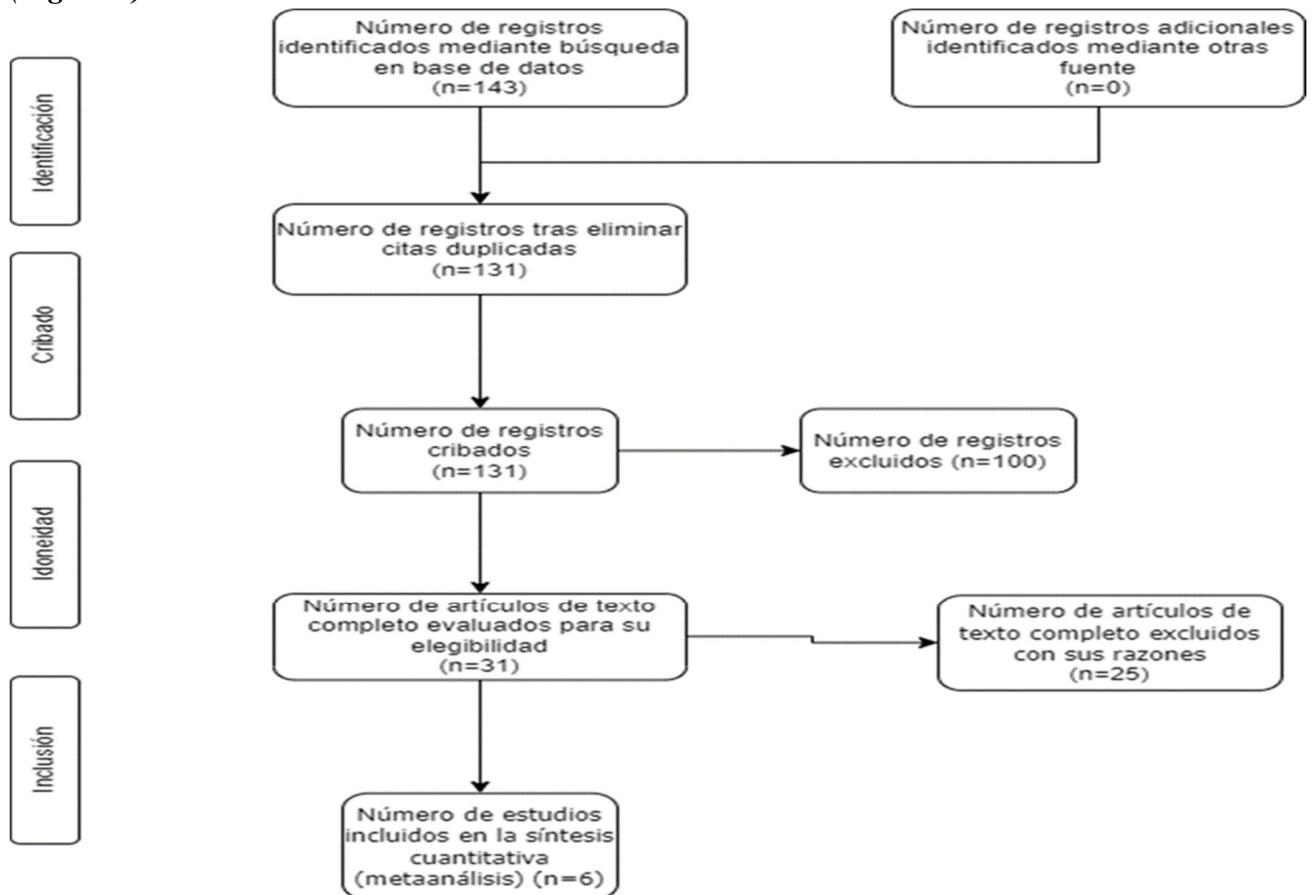 Número de registros
identificados mediante búsqueda
en base de datos
(n=143)
Número de registros adicionales
identificados mediante otras
fuente
(n=0)
Identificación
Número de registros tras eliminar
citas duplicadas
(n=131)
Cribado
Número de registros
cribados
(n=131)
Número de registros
excluidos (n=100)
Idoneidad
Número de artículos de texto
completo evaluados para su
elegibilidad
(n=31)
Número de artículos de
texto completo excluidos
con sus razones
(n=25)
Inclusión
Número de estudios
incluidos en la síntesis
cuantitativa
(metaanálisis) (n=6)